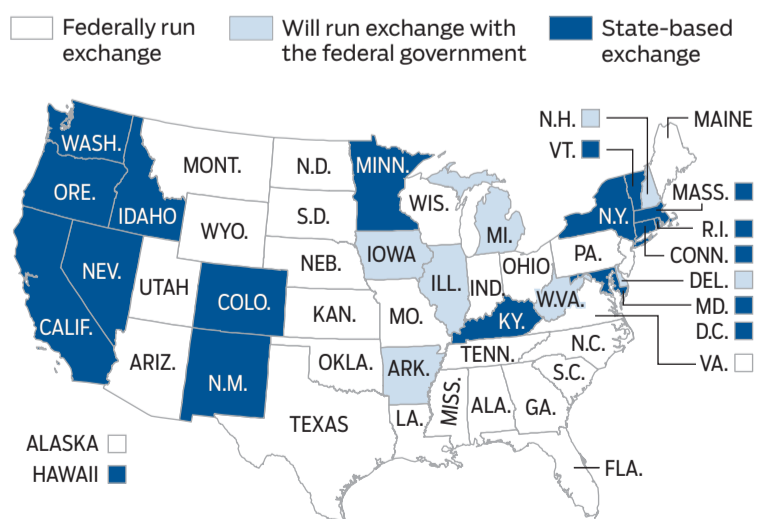 Federally run
exchange
Will run exchange with
the federal government
State-based
exchange
N.H.
MAINE
VT.
WASH.
MONT.
N.D.
MINN.
ORE.
IDAHO
WIS.
MASS.
S.D.
N.Y.
WYO.
R.I.
MI.
IOWA
PA.
CONN.
NEB.
OHIO
NEV.
UTAH
ILL.
IND.
DEL.
COLO.
W.VA.
MD.
KAN.
MO.
KY.
CALIF.
D.C.
N.C.
TENN.
ARIZ.
OKLA.
ARK.
VA.
S.C.
N.M.
MISS.
ALA.
GA.
LA.
TEXAS
ALASKA
HAWAII
FLA.